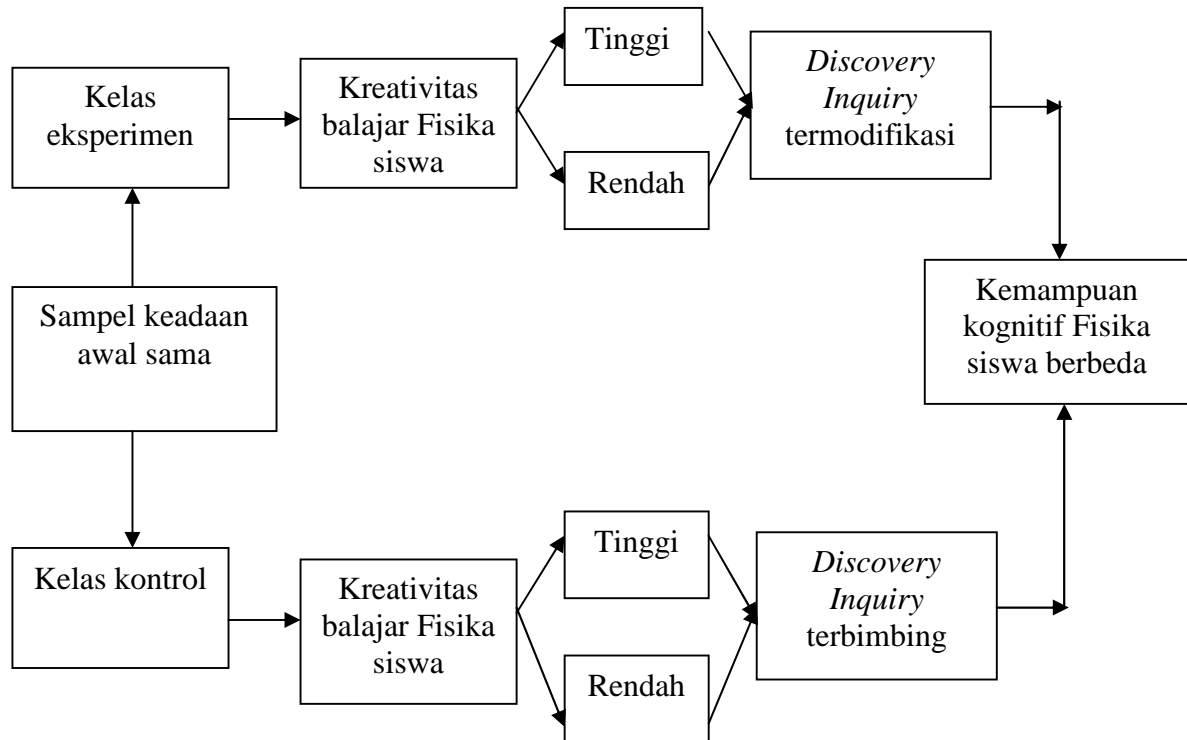 Kelas
eksperimen
Kreativitas
balajar Fisika
siswa
Tinggi
Rendah
Discovery
Inquiry
termodifikasi
Sampel keadaan
awal sama
Kemampuan
kognitif Fisika
siswa berbeda
Kelas kontrol
Kreativitas
balajar Fisika
siswa
Tinggi
Rendah
Discovery
Inquiry
terbimbing